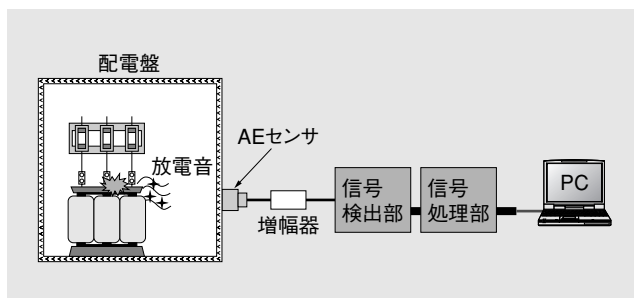 配電盤
放電音
AEセンサ
増幅器
信号
検出部
信号
処理部
PC